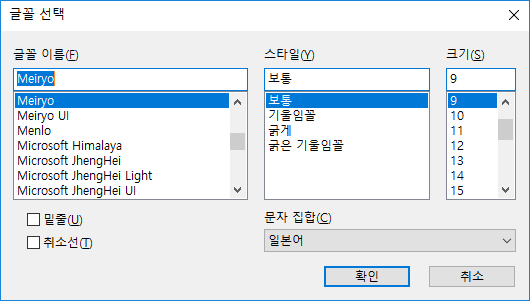 글꼴 선택
글꼴 이름(F)
스타일(Y)
크기(S)
Meiryo
보통
9
Meiryo
Meiryo UI
Menlo
Microsoft Himalaya
Microsoft JhengHei
Microsoft JhengHei Light
Microsoft JhengHei UI
보통
기울임꼴
굵게
굵은 기울임꼴
9
10
11
12
13
14
15
밑줄(U)
취소선(T)
문자 집합(C)
일본어
확인
취소